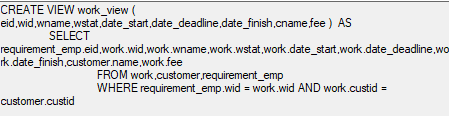 CREATE VIEW work_view (
eid,wid,wname,wstat,date_start,date_deadline,date_finish,cname,fee ) AS
SELECT
requirement_emp.eid,work.wid,work.wname,work.wstat,work.date_start,work.date_deadline,wo
rk.date_finish,customer.name,work.fee
FROM work,customer,requirement_emp
WHERE requirement_emp.wid = work.wid AND work.custid =
customer.custid